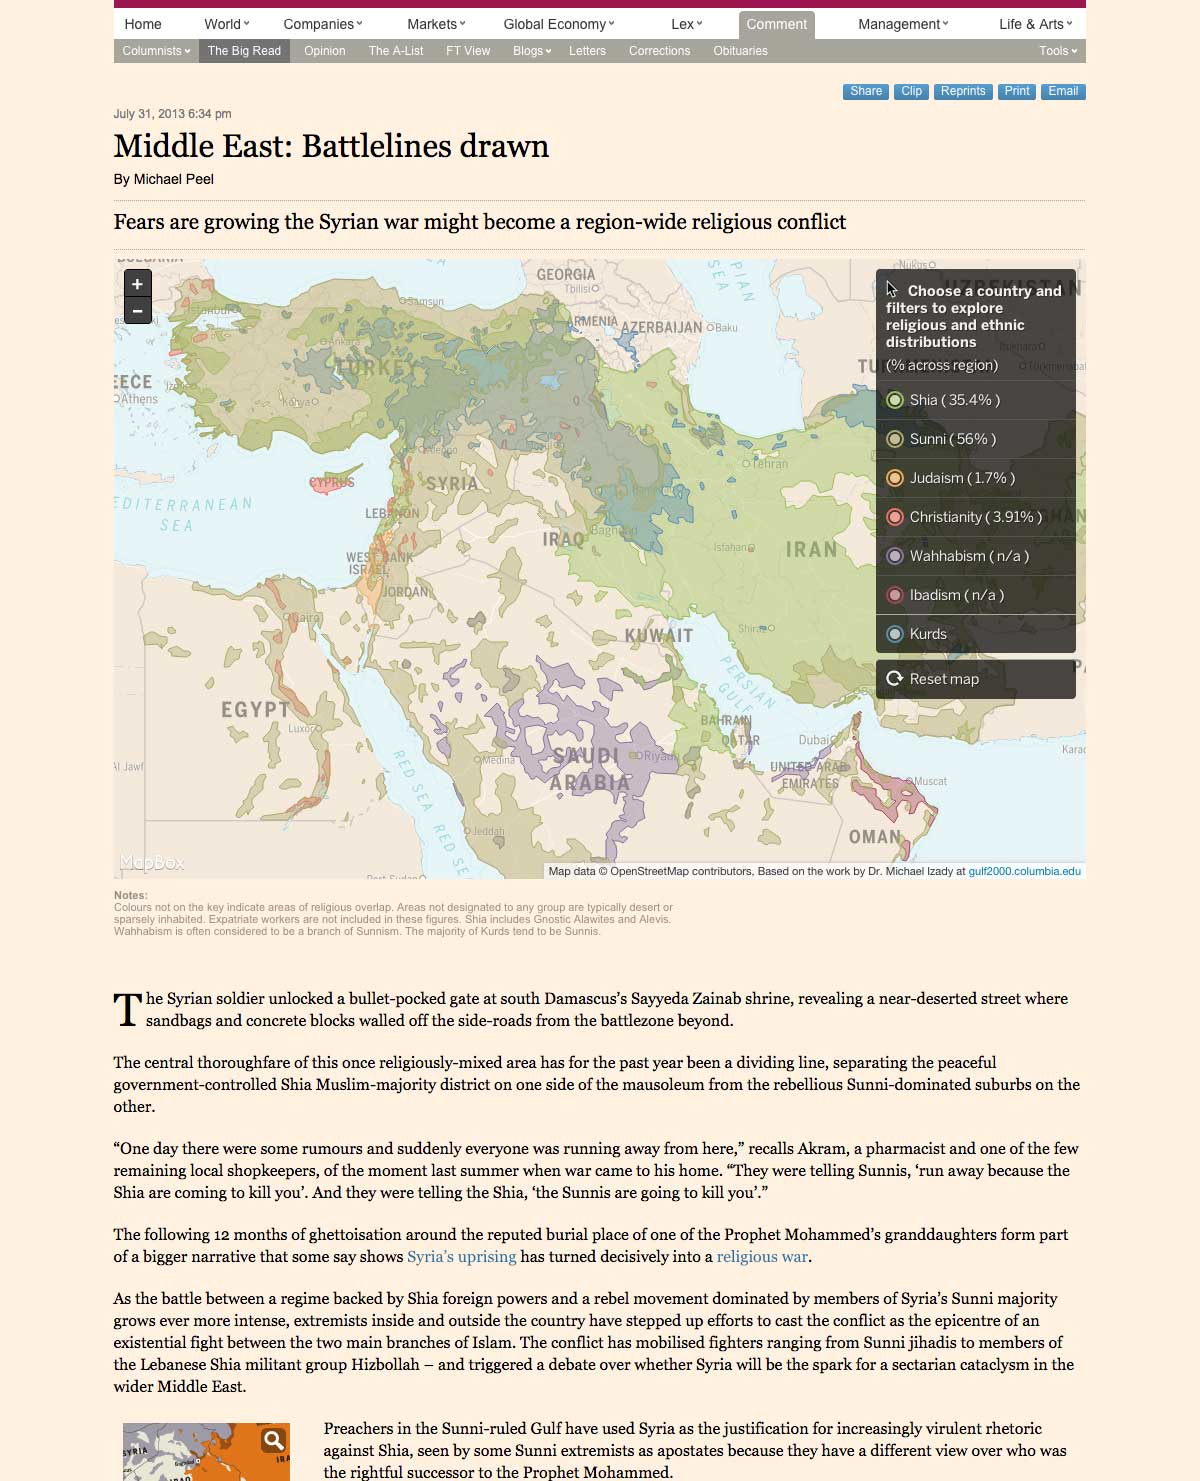 Home World Companies Markets Global Economy Lex Comment Management Life & Arts
Columnists The Big Read Opinion The A-List FT View Blogs Letters Corrections Obituaries Tools
Share Clip Reprints Print Email
July 31, 2013 6:34 pm
Middle East: Battlelines drawn
By Michael Peel
Fears are growing the Syrian war might become a region-wide religious conflict
+
−
Choose a country and
filters to explore
religious and ethnic
distributions
(% across region)
Shia ( 35.4% )
Sunni ( 56% )
Judaism ( 1.7% )
Christianity ( 3.91% )
Wahhabism ( n/a )
Ibadism ( n/a )
Kurds
Reset map
GEORGIA
Tbilisi
Nukus
Samsun
Istanbul
ARMENIA
AZERBAIJAN
Baku
Ankara
TURKEY
Konya
Athens
CYPRUS
SYRIA
Tehran
LEBANON
SEA
Baghdad
IRAQ
Isfahan
IRAN
WEST BANK
ISRAEL
JORDAN
Cairo
KUWAIT
Shiraz
PERSIAN
GULF
EGYPT
Luxor
BAHRAIN
QATAR
Dubai
Al Jawf
Medina
SAUDI
ARABIA
Riyadh
UNITED ARAB
EMIRATES
Muscat
RED SEA
RED SE
Jeddah
OMAN
MapBox
Map data © OpenStreetMap contributors, Based on the work by Dr. Michael Izady at gulf2000.columbia.edu
Notes:
Colours not on the key indicate areas of religious overlap. Areas not designated to any group are typically desert or
sparsely inhabited. Expatriate workers are not included in these figures. Shia includes Gnostic Alawites and Alevis.
Wahhabism is often considered to be a branch of Sunnism. The majority of Kurds tend to be Sunnis.
The Syrian soldier unlocked a bullet-pocked gate at south Damascus’s Sayyeda Zainab shrine, revealing a near-deserted street where
sandbags and concrete blocks walled off the side-roads from the battlezone beyond.
The central thoroughfare of this once religiously-mixed area has for the past year been a dividing line, separating the peaceful
government-controlled Shia Muslim-majority district on one side of the mausoleum from the rebellious Sunni-dominated suburbs on the
other.
“One day there were some rumours and suddenly everyone was running away from here,” recalls Akram, a pharmacist and one of the few
remaining local shopkeepers, of the moment last summer when war came to his home. “They were telling Sunnis, ‘run away because the
Shia are coming to kill you’. And they were telling the Shia, ‘the Sunnis are going to kill you’.”
The following 12 months of ghettoisation around the reputed burial place of one of the Prophet Mohammed’s granddaughters form part
of a bigger narrative that some say shows Syria’s uprising has turned decisively into a religious war.
As the battle between a regime backed by Shia foreign powers and a rebel movement dominated by members of Syria’s Sunni majority
grows ever more intense, extremists inside and outside the country have stepped up efforts to cast the conflict as the epicentre of an
existential fight between the two main branches of Islam. The conflict has mobilised fighters ranging from Sunni jihadis to members of
the Lebanese Shia militant group Hizbollah – and triggered a debate over whether Syria will be the spark for a sectarian cataclysm in the
wider Middle East.
Preachers in the Sunni-ruled Gulf have used Syria as the justification for increasingly virulent rhetoric
against Shia, seen by some Sunni extremists as apostates because they have a different view over who was
the rightful successor to the Prophet Mohammed.